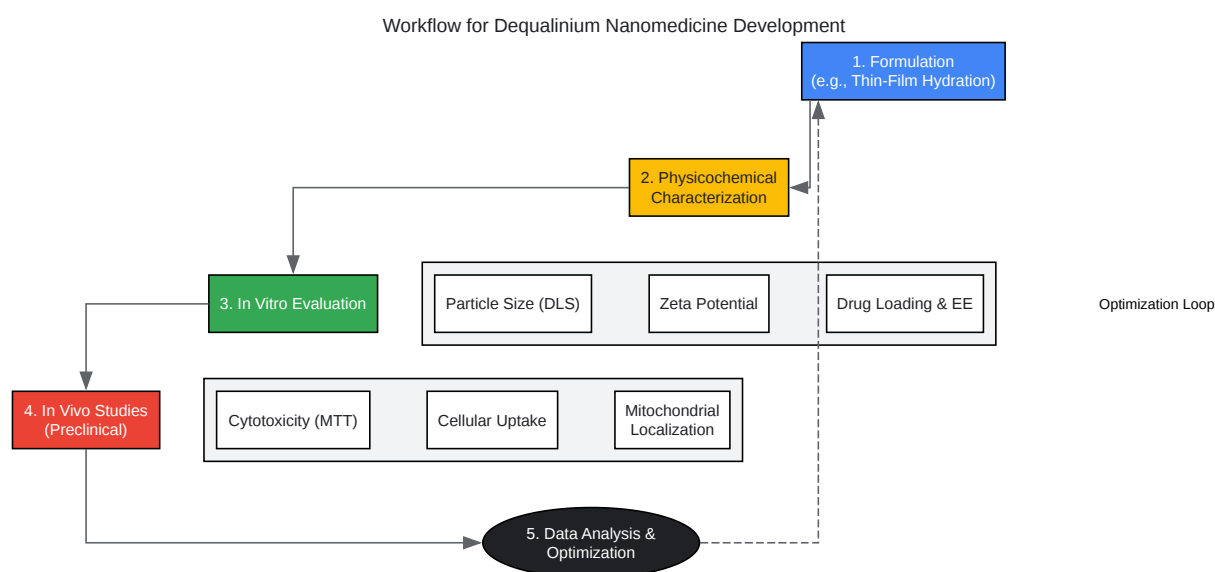 Workflow for Dequalinium Nanomedicine Development
1. Formulation
(e.g., Thin-Film Hydration)
2. Physicochemical
Characterization
3. In Vitro Evaluation
Particle Size (DLS)
Zeta Potential
Drug Loading & EE
Optimization Loop
4. In Vivo Studies
(Preclinical)
Cytotoxicity (MTT)
Cellular Uptake
Mitochondrial
Localization
5. Data Analysis &
Optimization